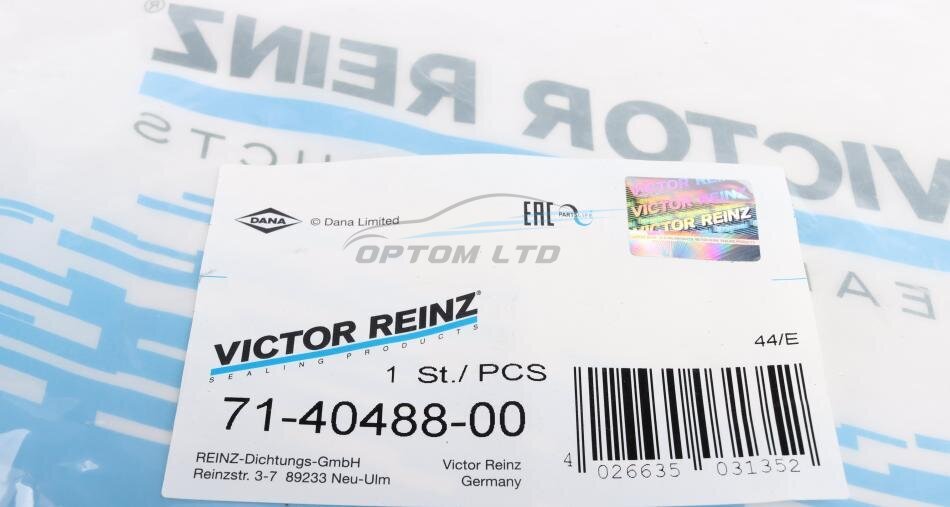 VICTOR REINZ®
DUCTS
DANA © Dana Limited
EAC PARTSLIFE
VICTOR REINZ
VICTOR REINZ
VICTOR REINZ
OPTOM LTD
VICTOR REINZ®
SEALING PRODUCTS
44/E
1 St./ PCS
71-40488-00
REINZ-Dichtungs-GmbH
Reinzstr. 3-7 89233 Neu-Ulm
Victor Reinz
Germany
4 026635 031352